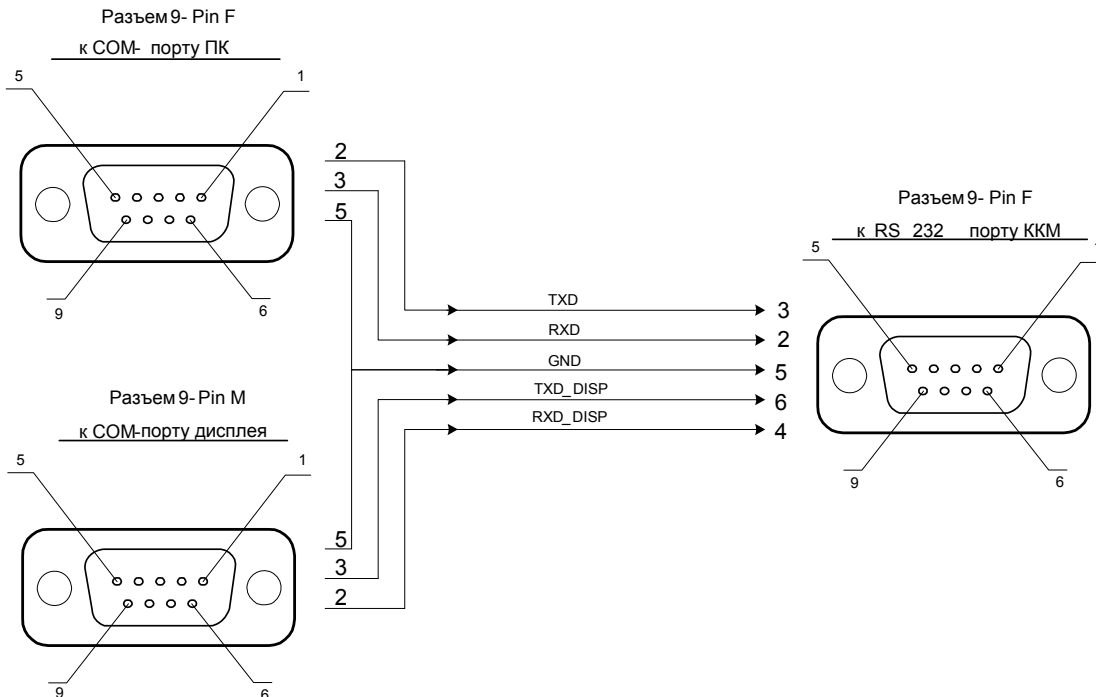 Разъем 9- Pin F
к COM- порту ПК
5
1
9
6
2
3
5
Разъем 9-Pin M
к COM-порту дисплея
5
1
9
6
5
3
2
TXD
RXD
GND
TXD_DISP
RXD_DISP
3
2
5
6
4
Разъем 9- Pin F
к RS 232 порту ККМ
5
9
6